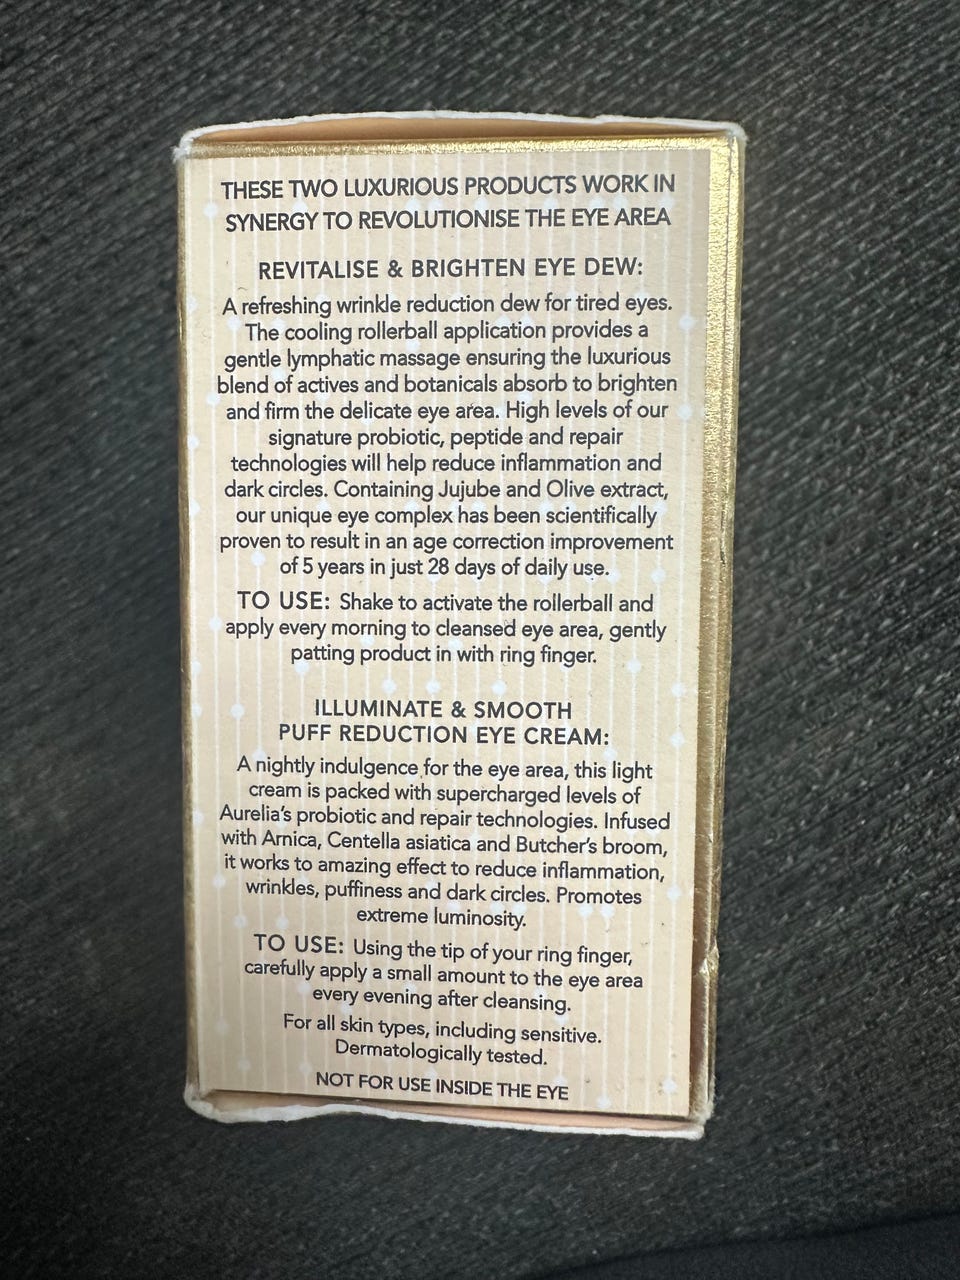 THESE TWO LUXURIOUS PRODUCTS WORK IN
SYNERGY TO REVOLUTIONISE THE EYE AREA
REVITALISE & BRIGHTEN EYE DEW:
A refreshing wrinkle reduction dew for tired eyes.
The cooling rollerball application provides a
gentle lymphatic massage ensuring the luxurious
blend of actives and botanicals absorb to brighten
and firm the delicate eye area. High levels of our
signature probiotic, peptide and repair
technologies will help reduce inflammation and
dark circles. Containing Jujube and Olive extract,
our unique eye complex has been scientifically
proven to result in an age correction improvement
of 5 years in just 28 days of daily use.
TO USE: Shake to activate the rollerball and
apply every morning to cleansed eye area, gently
patting product in with ring finger.
ILLUMINATE & SMOOTH
PUFF REDUCTION EYE CREAM:
A nightly indulgence for the eye area, this light
cream is packed with supercharged levels of
Aurelia's probiotic and repair technologies. Infused
with Arnica, Centella asiatica and Butcher's broom,
it works to amazing effect to reduce inflammation,
wrinkles, puffiness and dark circles. Promotes
extreme luminosity.
TO USE: Using the tip of your ring finger,
carefully apply a small amount to the eye area
every evening after cleansing.
For all skin types, including sensitive.
Dermatologically tested.
NOT FOR USE INSIDE THE EYE